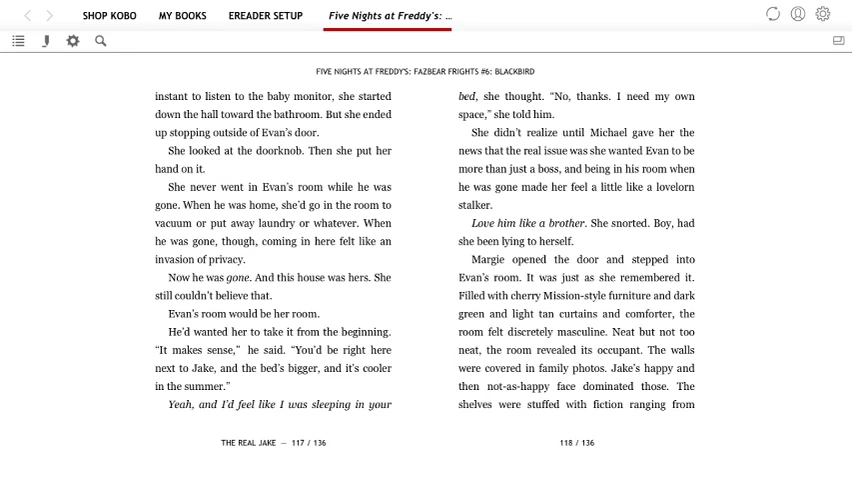 SHOP KOBO MY BOOKS EREADER SETUP Five Nights at Freddy's: ...
FIVE NIGHTS AT FREDDY'S: FAZBEAR FRIGHTS #6: BLACKBIRD
instant to listen to the baby monitor, she started
down the hall toward the bathroom. But she ended
up stopping outside of Evan's door.
She looked at the doorknob. Then she put her
hand on it.
She never went in Evan's room while he was
gone. When he was home, she'd go in the room to
vacuum or put away laundry or whatever. When
he was gone, though, coming in here felt like an
invasion of privacy.
Now he was gone. And this house was hers. She
still couldn't believe that.
Evan's room would be her room.
He'd wanted her to take it from the beginning.
“It makes sense,” he said. “You'd be right here
next to Jake, and the bed's bigger, and it's cooler
in the summer.”
Yeah, and I'd feel like I was sleeping in your
THE REAL JAKE – 117 / 136
bed, she thought. “No, thanks. I need my own
space,” she told him.
She didn't realize until Michael gave her the
news that the real issue was she wanted Evan to be
more than just a boss, and being in his room when
he was gone made her feel a little like a lovelorn
stalker.
Love him like a brother. She snorted. Boy, had
she been lying to herself.
Margie opened the door and stepped into
Evan's room. It was just as she remembered it.
Filled with cherry Mission-style furniture and dark
green and light tan curtains and comforter, the
room felt discretely masculine. Neat but not too
neat, the room revealed its occupant. The walls
were covered in family photos. Jake's happy and
then not-as-happy face dominated those. The
shelves were stuffed with fiction ranging from
118 / 136